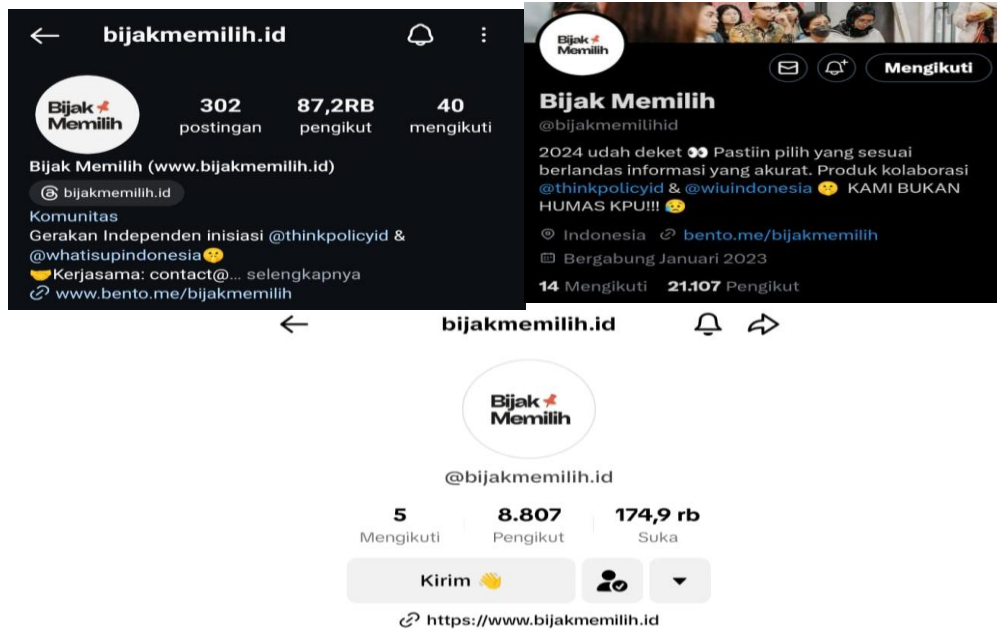 bijakmemilih.id
Bijak
Memilih
302 87,2RB 40
postingan pengikut mengikuti
Bijak Memilih (www.bijakmemilih.id)
bijakmemilih.id
Komunitas
Gerakan Independen inisiasi @thinkpolicyid &
@whatisupindonesia🤫
🤝Kerjasama: contact@... selengkapnya
www.bento.me/bijakmemilih
Bijak
Memilih
Mengikuti
Bijak Memilih
@bijakmemilihid
2024 udah deket 👀 Pastiin pilih yang sesuai
berlandas informasi yang akurat. Produk kolaborasi
@thinkpolicyid & @wiuindonesia 🤫 KAMI BUKAN
HUMAS KPU!!! 😥
Indonesia bento.me/bijakmemilih
Bergabung Januari 2023
14 Mengikuti 21.107 Pengikut
bijakmemilih.id
Bijak
Memilih
@bijakmemilih.id
5 8.807 174,9 rb
Mengikuti Pengikut Suka
Kirim 👋
https://www.bijakmemilih.id